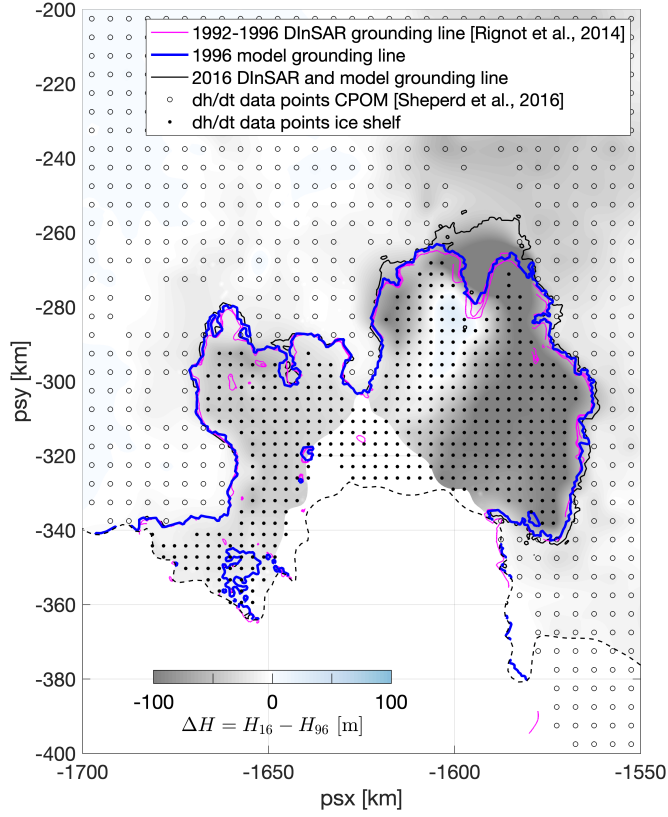 -200
1992-1996 DInSAR grounding line [Rignot et al., 2014]
1996 model grounding line
2016 DInSAR and model grounding line
dh/dt data points CPOM [Sheperd et al., 2016]
dh/dt data points ice shelf
-220
-240
-260
-280
-300
-320
-340
-360
-380
-400
psy [km]
-100 0 100
ΔH = H16 − H96 [m]
-1700 -1650 -1600 -1550
psx [km]